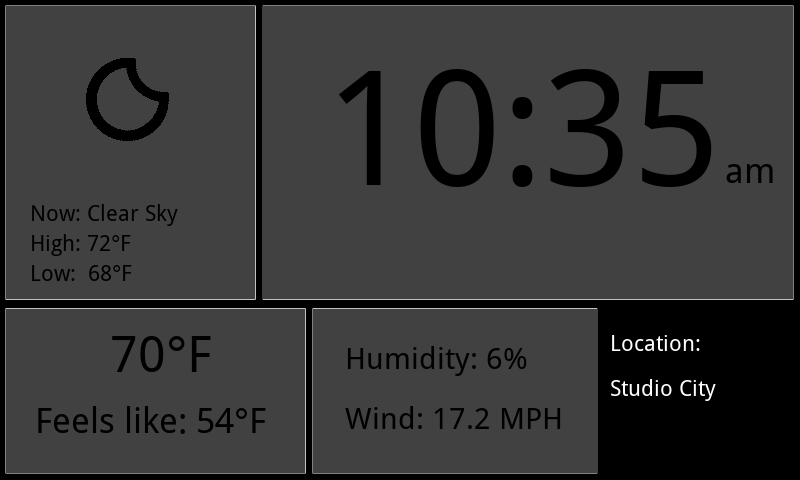 Now: Clear Sky
High: 72°F
Low: 68°F
10:35 am
70°F
Feels like: 54°F
Humidity: 6%
Wind: 17.2 MPH
Location:
Studio City